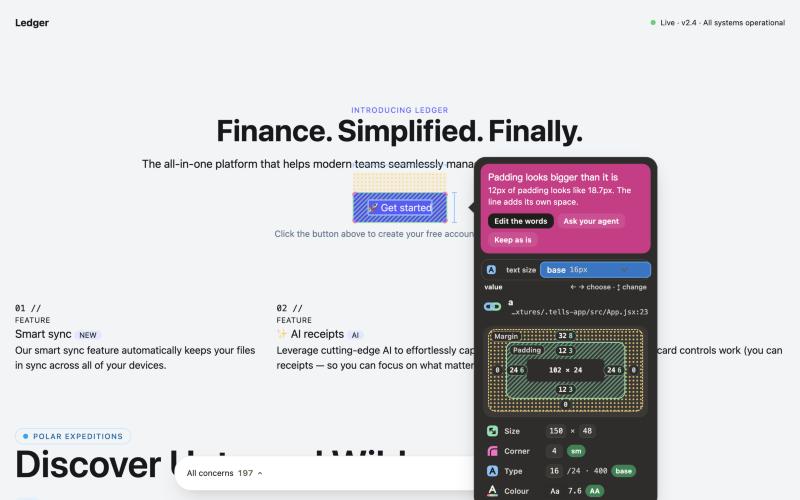 Ledger
Live · v2.4 · All systems operational
INTRODUCING LEDGER
Finance. Simplified. Finally.
The all-in-one platform that helps modern teams seamlessly mana
🚀 Get started
Click the button above to create your free accoun
Padding looks bigger than it is
12px of padding looks like 18.7px. The
line adds its own space.
Edit the words
Ask your agent
Keep as is
A text size base 16px
value ← → choose · ↕ change
a
…xtures/.tells-app/src/App.jsx:23
Margin 32 8
Padding 12 3
0 24 6 102 × 24 24 6 0
12 3
0
Size 150 × 48
Corner 4 sm
A Type 16 /24 · 400 base
A Colour Aa 7.6 AA
01 //
FEATURE
Smart sync NEW
Our smart sync feature automatically keeps your files
in sync across all of your devices.
02 //
FEATURE
✨ AI receipts AI
Leverage cutting-edge AI to effortlessly cap
receipts — so you can focus on what matter
card controls work (you can
POLAR EXPEDITIONS
Discover
All concerns 197